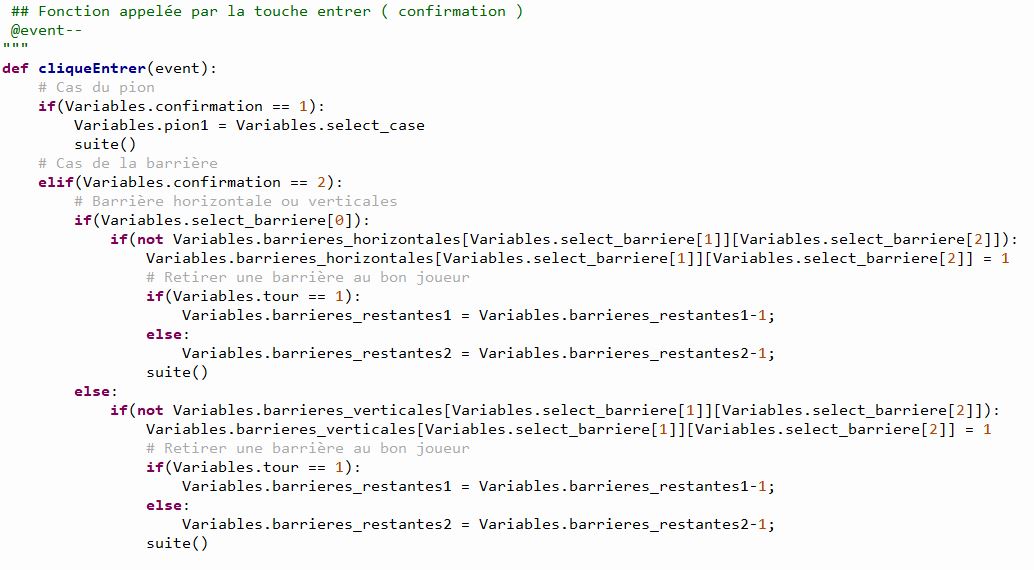 ## Fonction appelée par la touche entrer ( confirmation )
@event--
"""
def cliqueEntrer(event):
    # Cas du pion
    if(Variables.confirmation == 1):
        Variables.pion1 = Variables.select_case
        suite()
    # Cas de la barrière
    elif(Variables.confirmation == 2):
        # Barrière horizontale ou verticales
        if(Variables.select_barriere[0]):
            if(not Variables.barrieres_horizontales[Variables.select_barriere[1]][Variables.select_barriere[2]]):
                Variables.barrieres_horizontales[Variables.select_barriere[1]][Variables.select_barriere[2]] = 1
                # Retirer une barrière au bon joueur
                if(Variables.tour == 1):
                    Variables.barrieres_restantes1 = Variables.barrieres_restantes1-1;
                else:
                    Variables.barrieres_restantes2 = Variables.barrieres_restantes2-1;
                suite()
        else:
            if(not Variables.barrieres_verticales[Variables.select_barriere[1]][Variables.select_barriere[2]]):
                Variables.barrieres_verticales[Variables.select_barriere[1]][Variables.select_barriere[2]] = 1
                # Retirer une barrière au bon joueur
                if(Variables.tour == 1):
                    Variables.barrieres_restantes1 = Variables.barrieres_restantes1-1;
                else:
                    Variables.barrieres_restantes2 = Variables.barrieres_restantes2-1;
                suite()